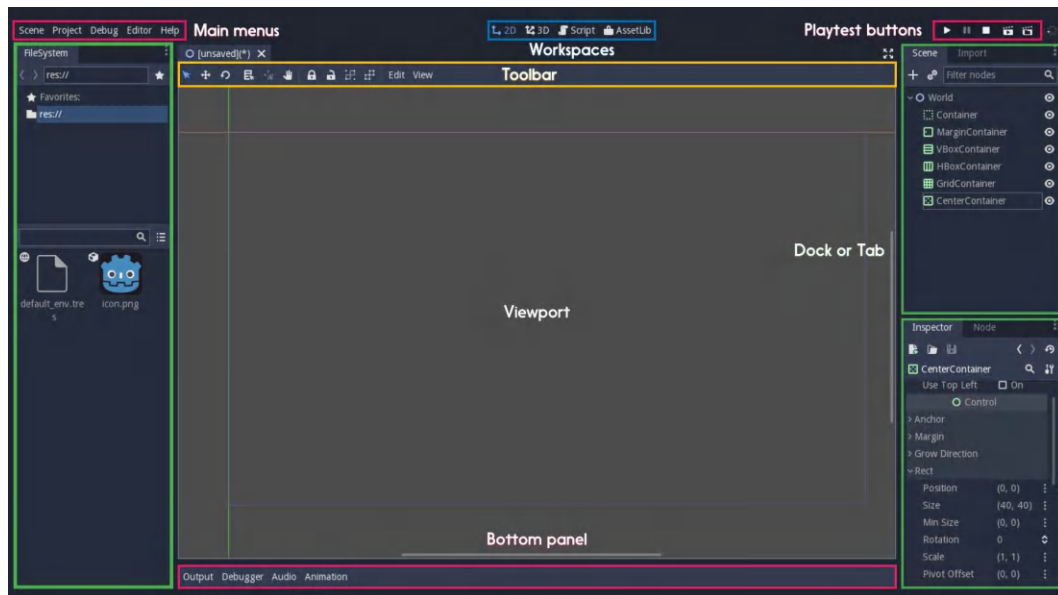 Scene Project Debug Editor Help
Main menus
2D 3D Script AssetLib
Playtest buttons
FileSystem
[unsaved](*)
Workspaces
Scene Import
res://
Edit View
Toolbar
Filter nodes
Favorites:
res://
World
Container
MarginContainer
VBoxContainer
HBoxContainer
GridContainer
CenterContainer
Dock or Tab
default_env.tre
s
icon.png
Viewport
Inspector Node
CenterContainer
Use Top Left On
Control
Anchor
Margin
Grow Direction
Rect
Position (0, 0)
Size (40, 40)
Min Size (0, 0)
Rotation 0
Scale (1, 1)
Pivot Offset (0, 0)
Bottom panel
Output Debugger Audio Animation